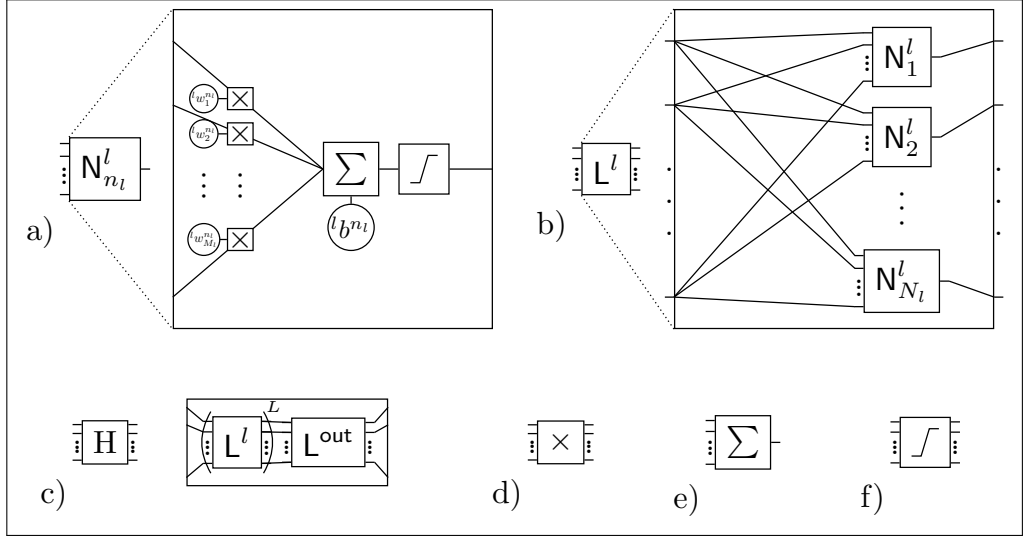 a)
N^l_{n_l}
^l w_1^{n_l} ×
^l w_2^{n_l} ×
⋮ ⋮
^l w_{M_l}^{n_l} ×
∑
^l b^{n_l}
b)
L^l
N^l_1
N^l_2
⋮
N^l_{N_l}
c)
H
( L^l )^L L^out
d)
×
e)
∑
f)